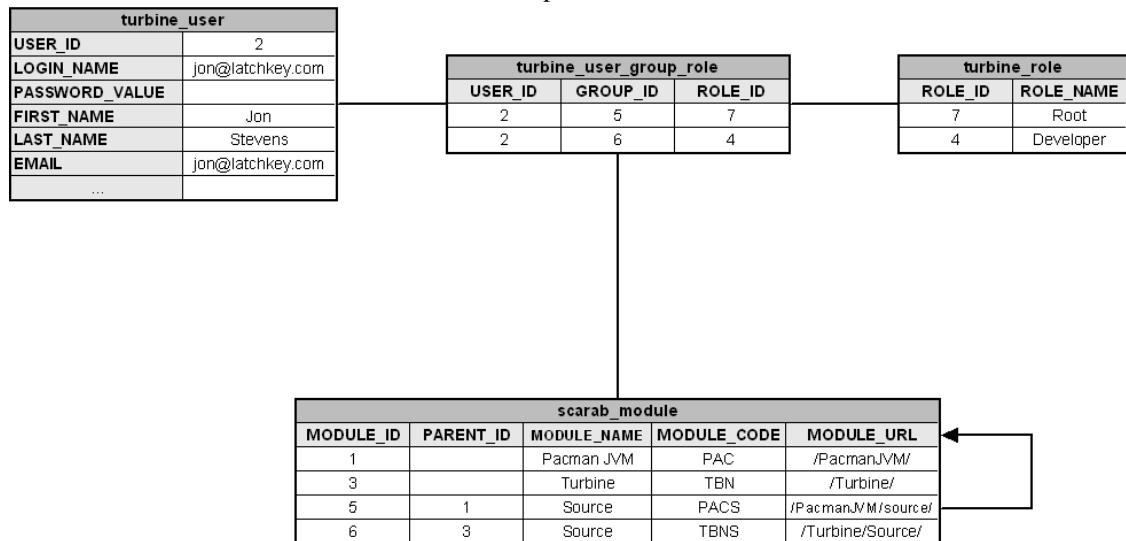 turbine_user
USER_ID 2
LOGIN_NAME jon@latchkey.com
PASSWORD_VALUE
FIRST_NAME Jon
LAST_NAME Stevens
EMAIL jon@latchkey.com
...
turbine_user_group_role
USER_ID GROUP_ID ROLE_ID
2 5 7
2 6 4
turbine_role
ROLE_ID ROLE_NAME
7 Root
4 Developer
scarab_module
MODULE_ID PARENT_ID MODULE_NAME MODULE_CODE MODULE_URL
1 Pacman JVM PAC /PacmanJVM/
3 Turbine TBN /Turbine/
5 1 Source PACS /PacmanJVM/source/
6 3 Source TBNS /Turbine/Source/